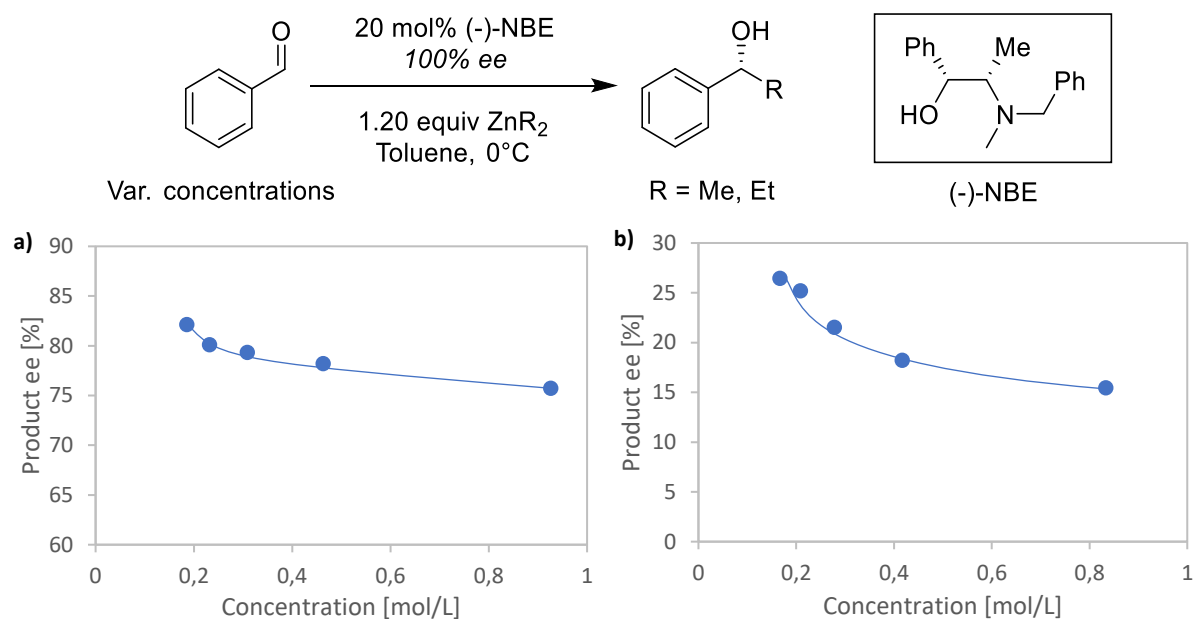 20 mol% (-)-NBE
100% ee
1.20 equiv ZnR₂
Toluene, 0°C
O
OH
R
Ph
Me
Ph
HO
N
Var. concentrations
R = Me, Et
(-)-NBE
a)
90
85
80
75
70
65
60
Product ee [%]
0
0,2
0,4
0,6
0,8
1
Concentration [mol/L]
b)
30
25
20
15
10
5
0
Product ee [%]
0
0,2
0,4
0,6
0,8
1
Concentration [mol/L]